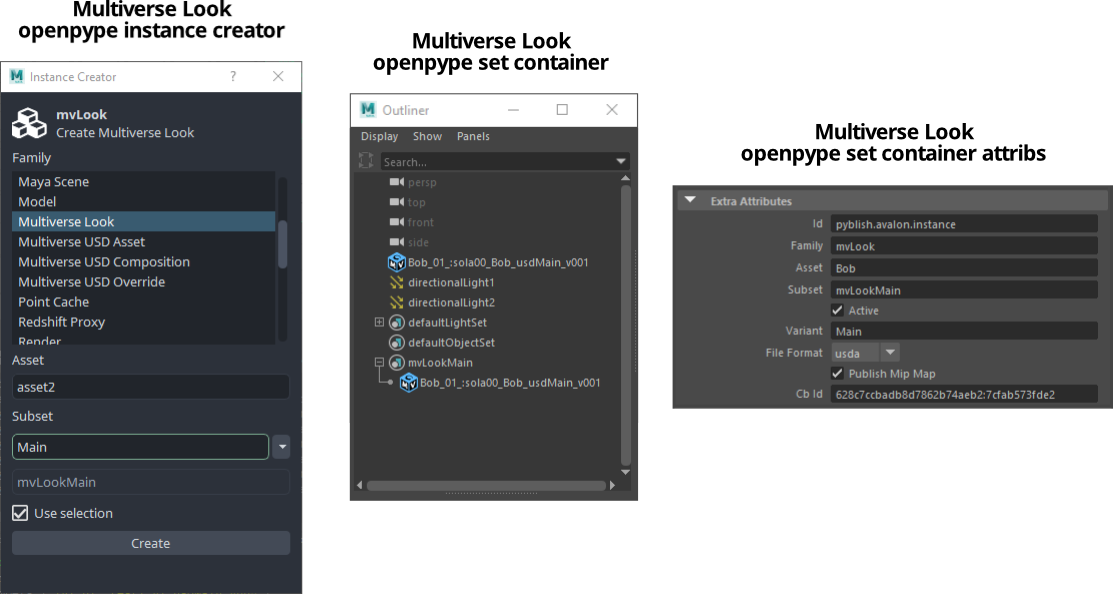 Multiverse Look
openpype instance creator
Instance Creator
?
mvLook
Create Multiverse Look
Family
Maya Scene
Model
Multiverse Look
Multiverse USD Asset
Multiverse USD Composition
Multiverse USD Override
Point Cache
Redshift Proxy
Render
Asset
asset2
Subset
Main
mvLookMain
Use selection
Create
Multiverse Look
openpype set container
Outliner
Display Show Panels
Search...
persp
top
front
side
Bob_01_:sola00_Bob_usdMain_v001
directionalLight1
directionalLight2
defaultLightSet
defaultObjectSet
mvLookMain
Bob_01_:sola00_Bob_usdMain_v001
Multiverse Look
openpype set container attribs
Extra Attributes
Id pyblish.avalon.instance
Family mvLook
Asset Bob
Subset mvLookMain
Active
Variant Main
File Format usda
Publish Mip Map
Cb Id 628c7ccbadb8d7862b74aeb2:7cfab573fde2